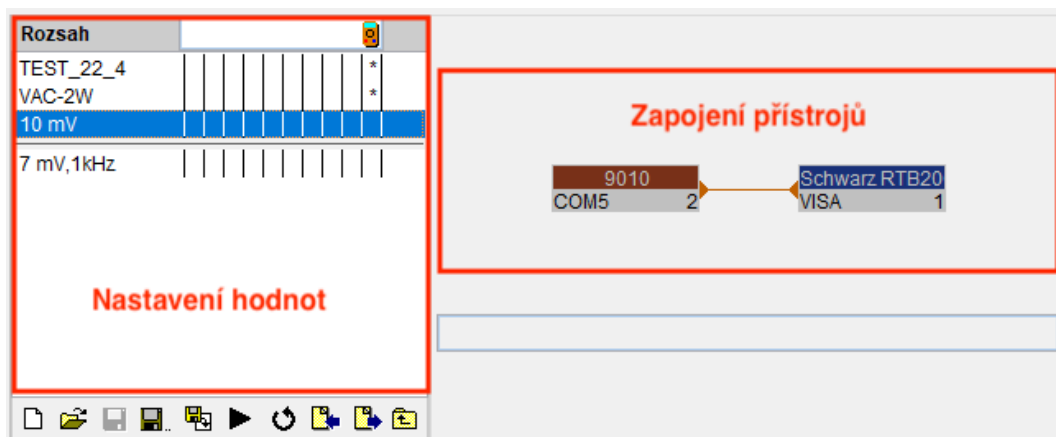 Rozsah
TEST_22_4 *
VAC-2W *
10 mV
7 mV,1kHz
Nastavení hodnot
Zapojení přístrojů
9010
COM5 2
Schwarz RTB20
VISA 1